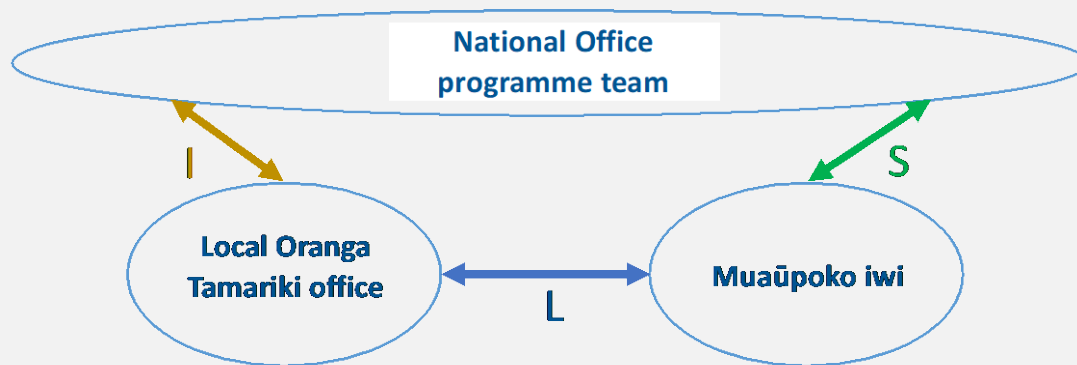 National Office
programme team
I
S
Local Oranga
Tamariki office
Muaūpoko iwi
L